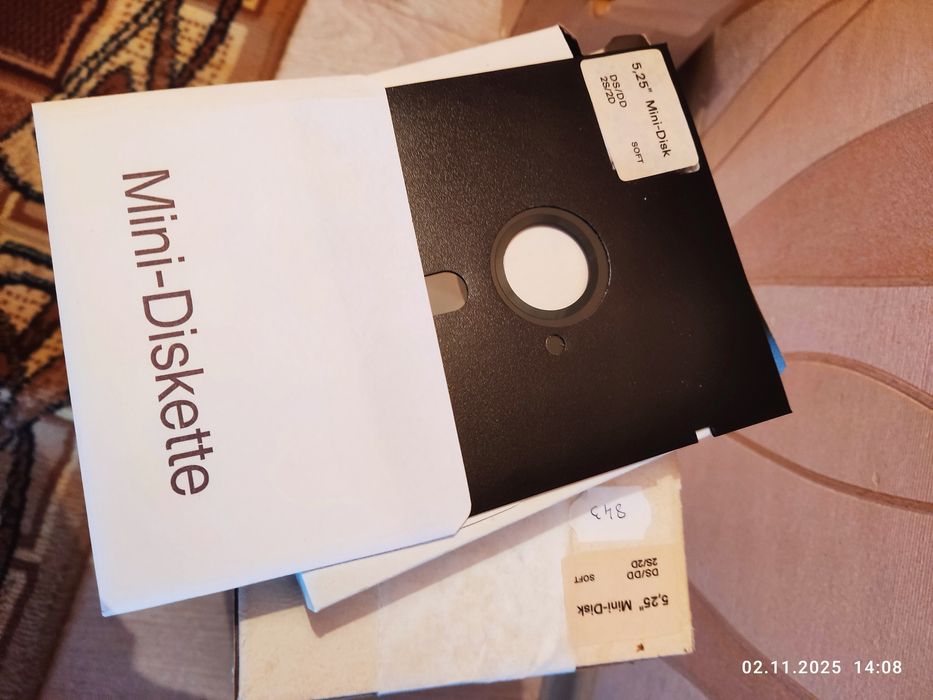 Mini-Diskette
5,25" Mini-Disk
DS/DD
2S/2D
SOFT
843
5,25" Mini-Disk
DS/DD
2S/2D
SOFT
02.11.2025 14:08